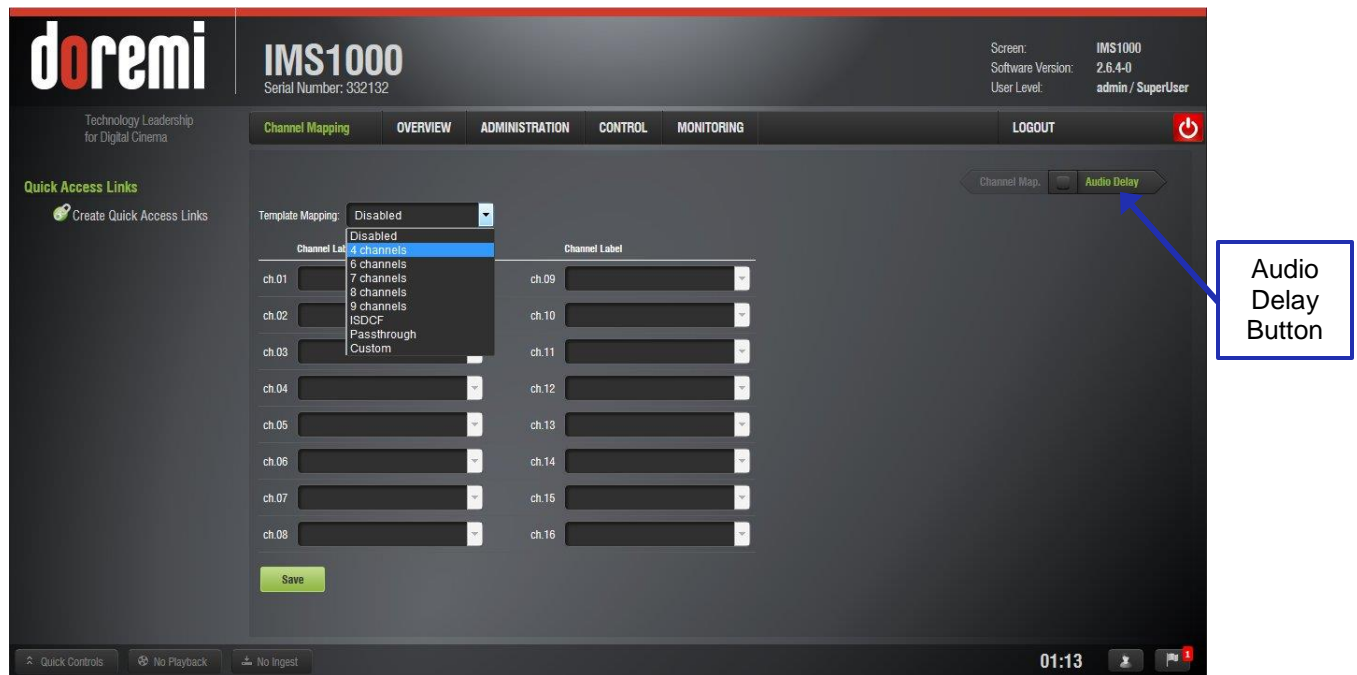 doremi
Technology Leadership
for Digital Cinema
IMS1000
Serial Number: 332132
Screen: IMS1000
Software Version: 2.6.4-0
User Level: admin / SuperUser
Channel Mapping OVERVIEW ADMINISTRATION CONTROL MONITORING LOGOUT
Quick Access Links
Create Quick Access Links
Channel Map. Audio Delay
Template Mapping: Disabled
Disabled
4 channels
6 channels
7 channels
8 channels
9 channels
ISDCF
Passthrough
Custom
Channel Lab
Channel Label
ch.01 ch.09
ch.02 ch.10
ch.03 ch.11
ch.04 ch.12
ch.05 ch.13
ch.06 ch.14
ch.07 ch.15
ch.08 ch.16
Save
Audio
Delay
Button
Quick Controls No Playback No Ingest 01:13 1